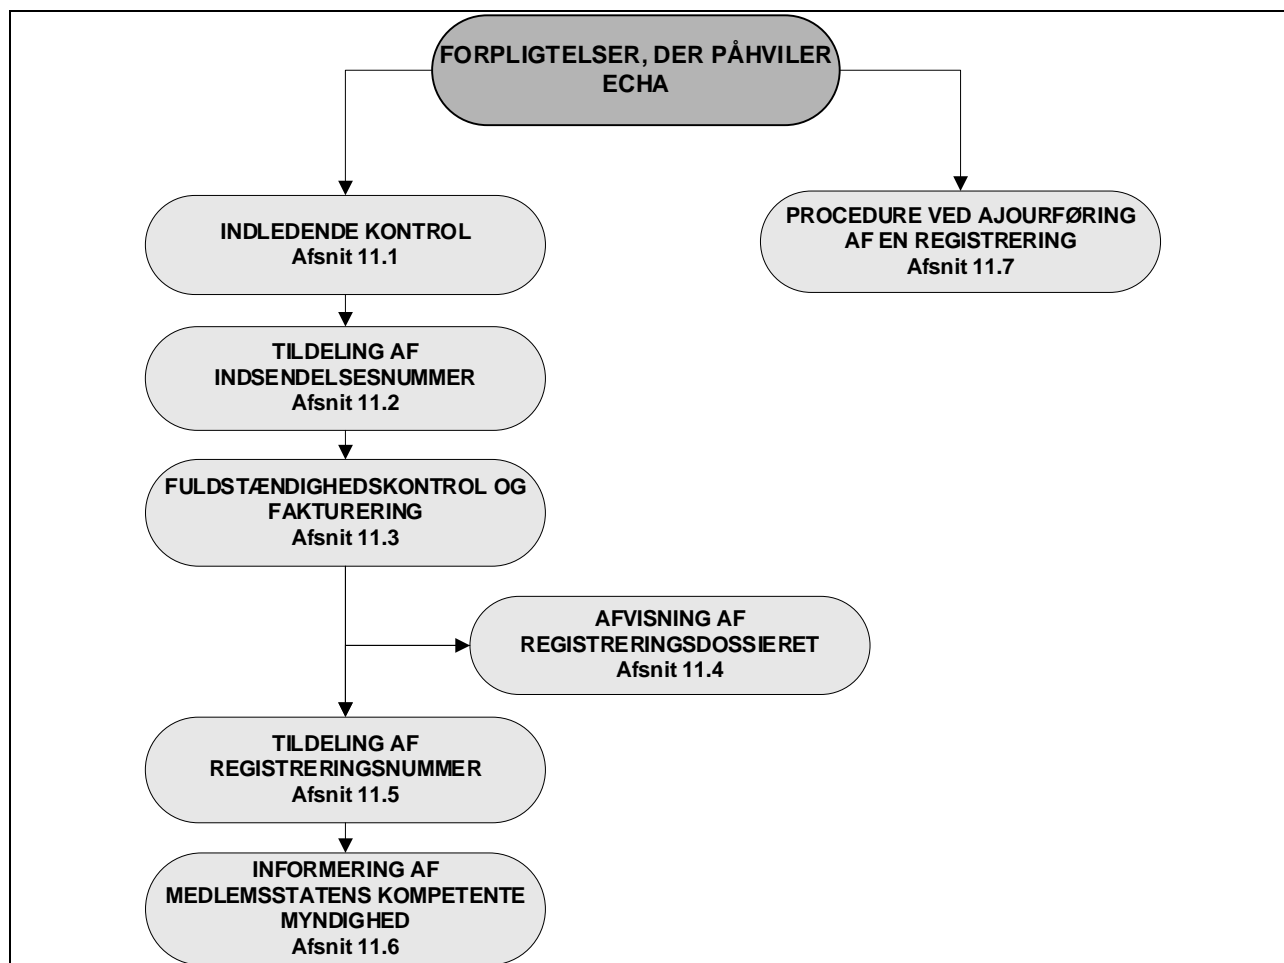 FORPLIGTELSER, DER PÅHVILER
ECHA
INDLEDENDE KONTROL
Afsnit 11.1
PROCEDURE VED AJOURFØRING
AF EN REGISTRERING
Afsnit 11.7
TILDELING AF
INDSENDELSESNUMMER
Afsnit 11.2
FULDSTÆNDIGHEDSKONTROL OG
FAKTURERING
Afsnit 11.3
AFVISNING AF
REGISTRERINGSDOSSIERET
Afsnit 11.4
TILDELING AF
REGISTRERINGSNUMMER
Afsnit 11.5
INFORMERING AF
MEDLEMSSTATENS KOMPETENTE
MYNDIGHED
Afsnit 11.6